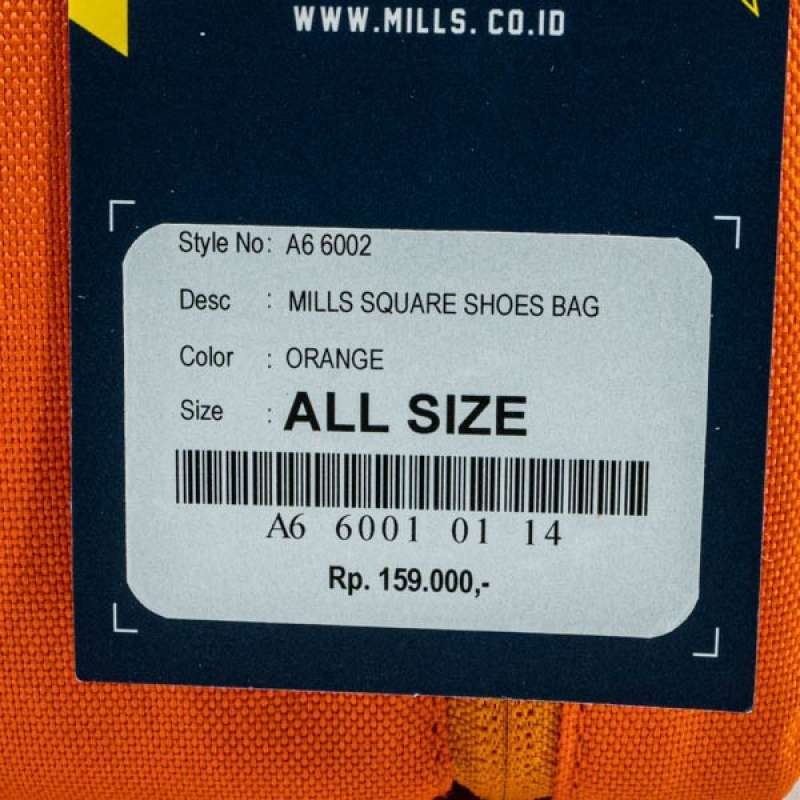 WWW.MILLS. CO.ID
Style No: A6 6002
Desc : MILLS SQUARE SHOES BAG
Color : ORANGE
Size : ALL SIZE
A6 6001 01 14
Rp. 159.000,-